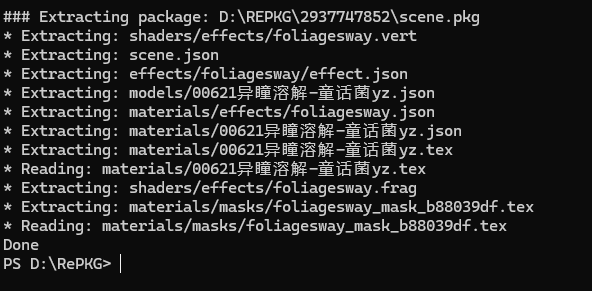 ### Extracting package: D:\REPKG\2937747852\scene.pkg
* Extracting: shaders/effects/foliagesway.vert
* Extracting: scene.json
* Extracting: effects/foliagesway/effect.json
* Extracting: models/00621异瞳溶解-童话菌yz.json
* Extracting: materials/effects/foliagesway.json
* Extracting: materials/00621异瞳溶解-童话菌yz.json
* Extracting: materials/00621异瞳溶解-童话菌yz.tex
* Reading: materials/00621异瞳溶解-童话菌yz.tex
* Extracting: shaders/effects/foliagesway.frag
* Extracting: materials/masks/foliagesway_mask_b88039df.tex
* Reading: materials/masks/foliagesway_mask_b88039df.tex
Done
PS D:\RePKG>